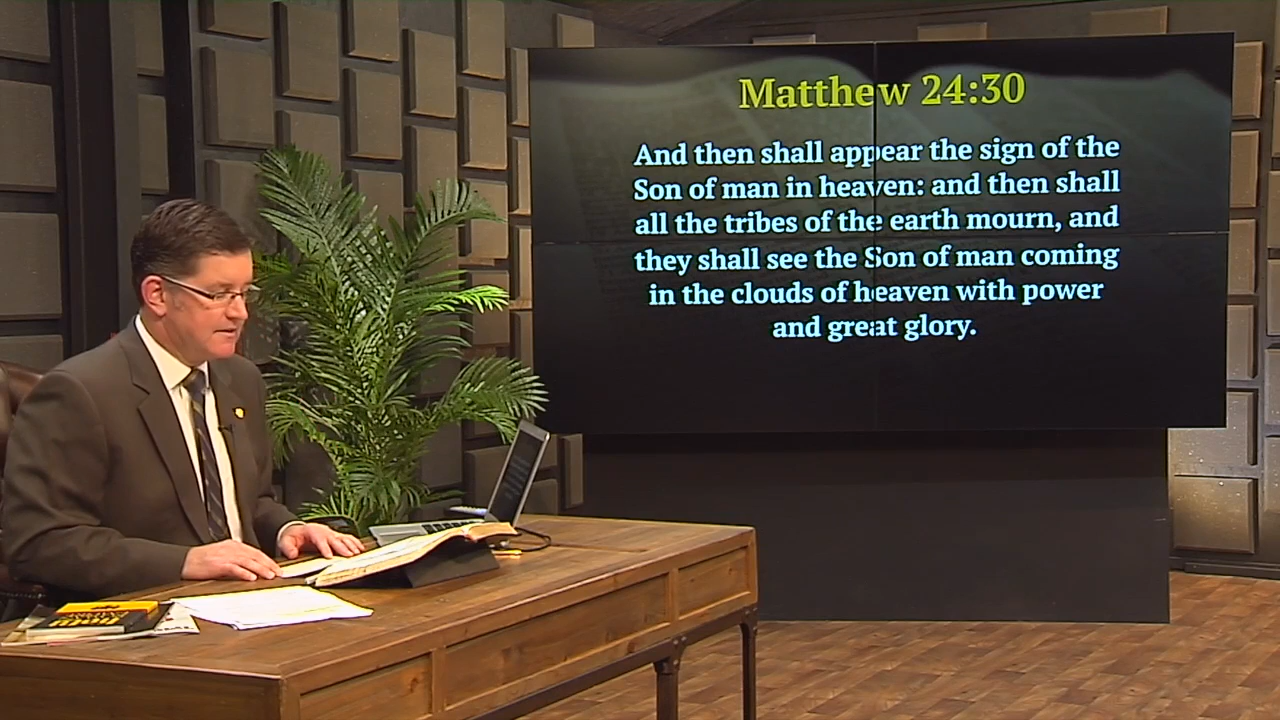 Matthew 24:30
And then shall appear the sign of the
Son of man in heaven: and then shall
all the tribes of the earth mourn, and
they shall see the Son of man coming
in the clouds of heaven with power
and great glory.